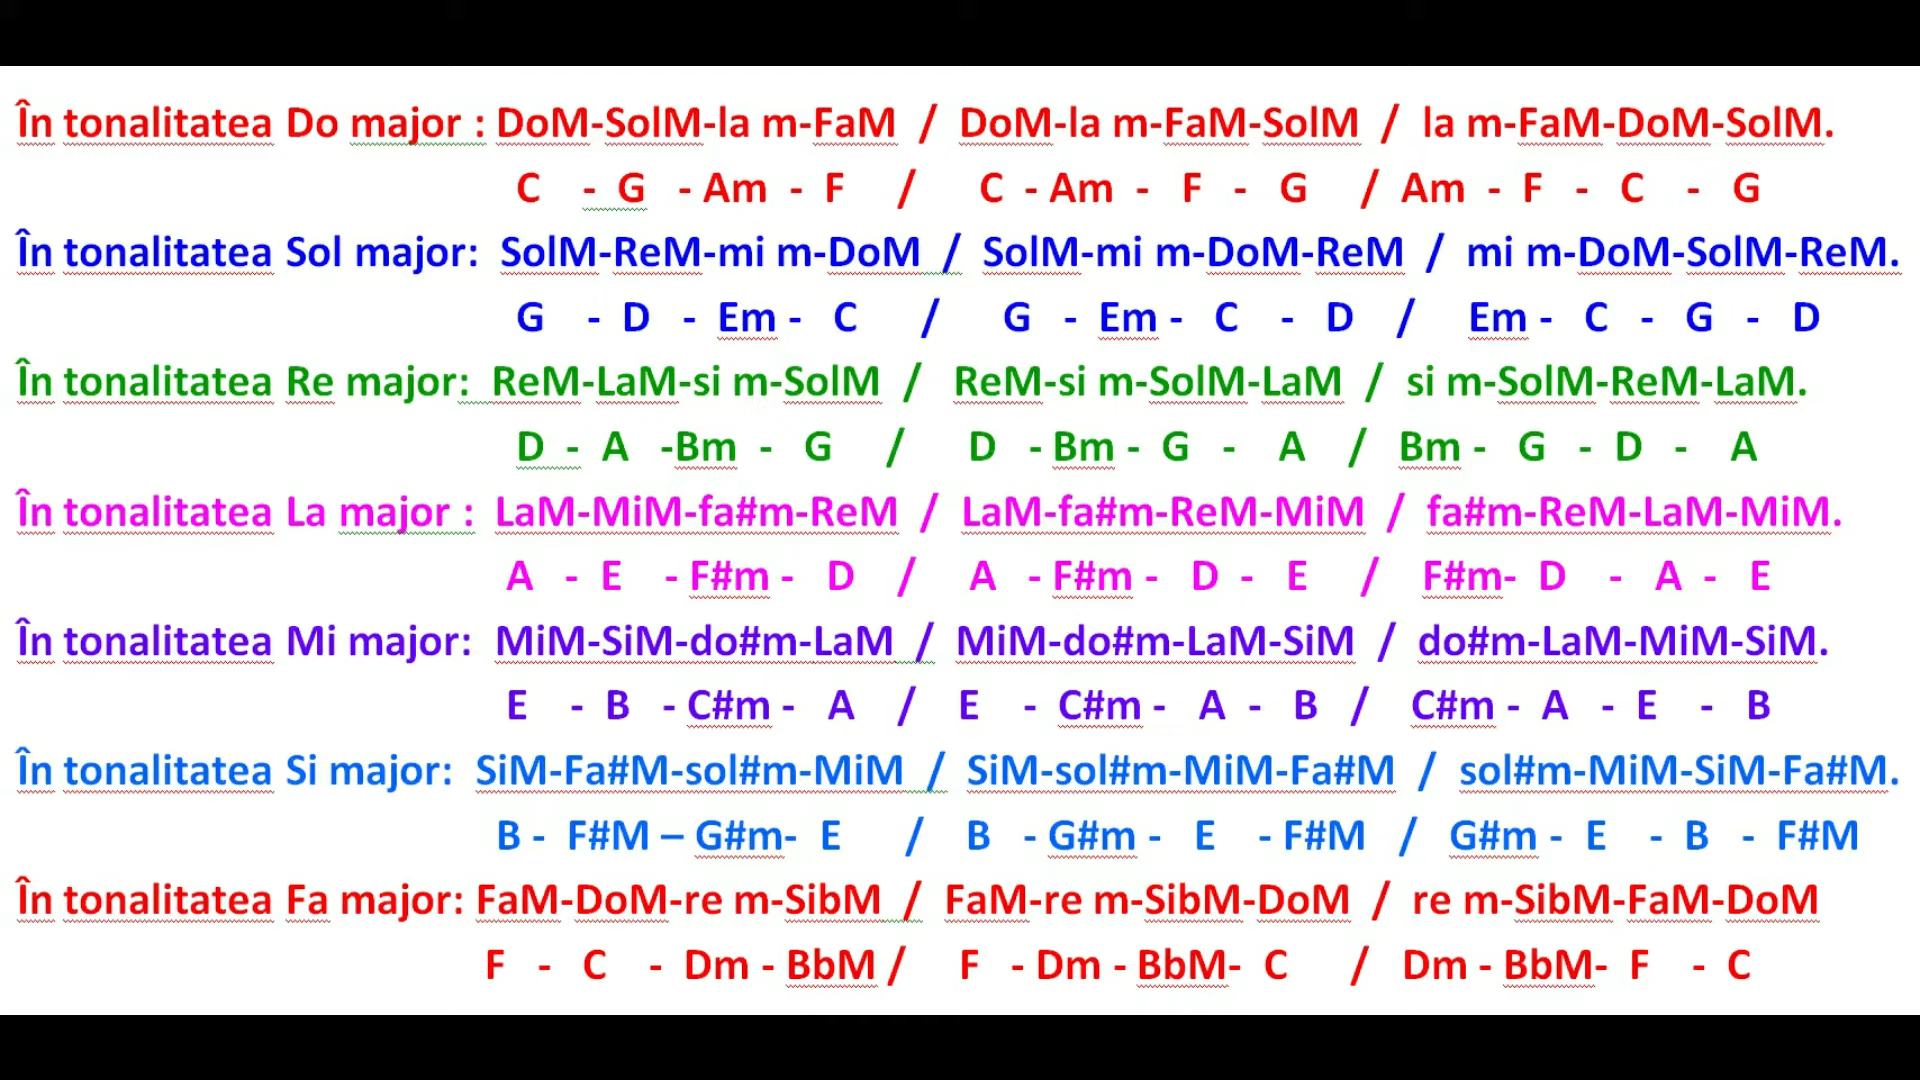 În tonalitatea Do major : DoM-SolM-la m-FaM / DoM-la m-FaM-SolM / la m-FaM-DoM-SolM.
C - G - Am - F / C - Am - F - G / Am - F - C - G
În tonalitatea Sol major: SolM-ReM-mi m-DoM / SolM-mi m-DoM-ReM / mi m-DoM-SolM-ReM.
G - D - Em - C / G - Em - C - D / Em - C - G - D
În tonalitatea Re major: ReM-LaM-si m-SolM / ReM-si m-SolM-LaM / si m-SolM-ReM-LaM.
D - A -Bm - G / D - Bm - G - A / Bm - G - D - A
În tonalitatea La major : LaM-MiM-fa#m-ReM / LaM-fa#m-ReM-MiM / fa#m-ReM-LaM-MiM.
A - E - F#m - D / A - F#m - D - E / F#m- D - A - E
În tonalitatea Mi major: MiM-SiM-do#m-LaM / MiM-do#m-LaM-SiM / do#m-LaM-MiM-SiM.
E - B - C#m - A / E - C#m - A - B / C#m - A - E - B
În tonalitatea Si major: SiM-Fa#M-sol#m-MiM / SiM-sol#m-MiM-Fa#M / sol#m-MiM-SiM-Fa#M.
B - F#M – G#m- E / B - G#m - E - F#M / G#m - E - B - F#M
În tonalitatea Fa major: FaM-DoM-re m-SibM / FaM-re m-SibM-DoM / re m-SibM-FaM-DoM
F - C - Dm - BbM / F - Dm - BbM- C / Dm - BbM- F - C